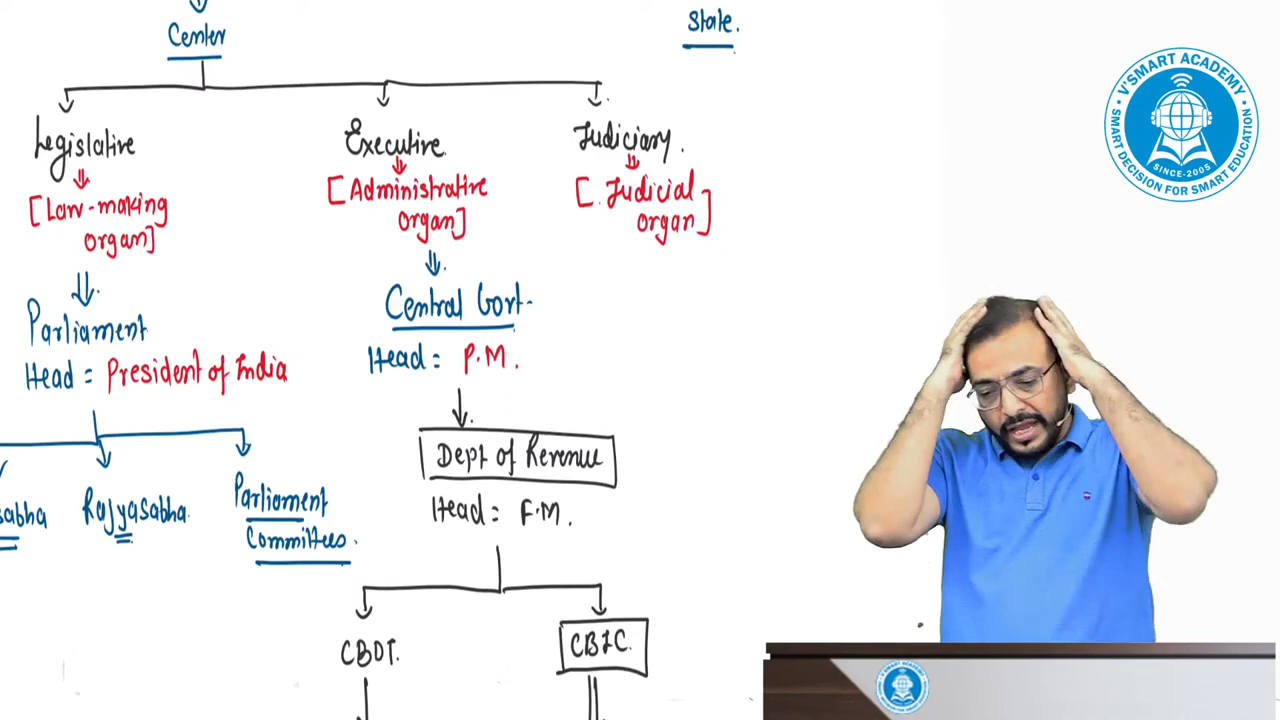 Center
State.
Legislative
Executive.
Judiciary.
[Law-making
organ]
[Administrative
organ]
[. Judicial
organ]
Parliament
Head = President of India
Central Govt.
Head = P.M.
Dept of Revenue
Head = F.M.
sabha
Rajyasabha.
Parliament
Committees.
CBDT.
CBIC.
V'SMART ACADEMY
SINCE-2005
SMART DECISION FOR SMART EDUCATION
V'SMART ACADEMY